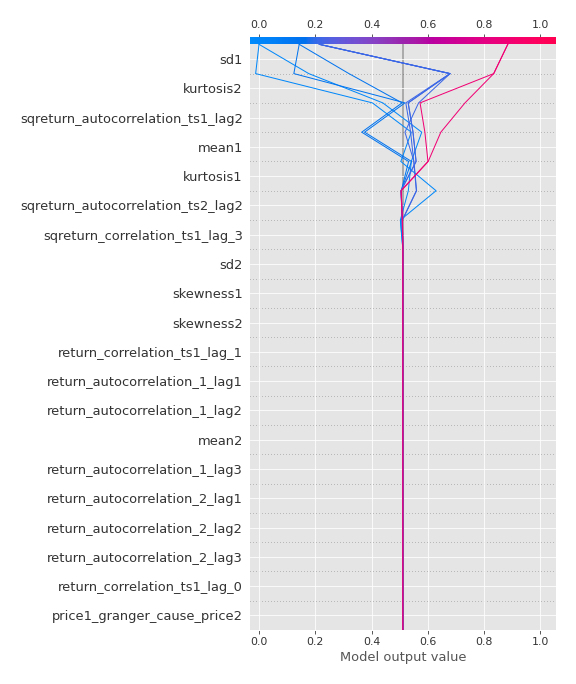 0.0 0.2 0.4 0.6 0.8 1.0
sd1
kurtosis2
sqreturn_autocorrelation_ts1_lag2
mean1
kurtosis1
sqreturn_autocorrelation_ts2_lag2
sqreturn_correlation_ts1_lag_3
sd2
skewness1
skewness2
return_correlation_ts1_lag_1
return_autocorrelation_1_lag1
return_autocorrelation_1_lag2
mean2
return_autocorrelation_1_lag3
return_autocorrelation_2_lag1
return_autocorrelation_2_lag2
return_autocorrelation_2_lag3
return_correlation_ts1_lag_0
price1_granger_cause_price2
0.0 0.2 0.4 0.6 0.8 1.0
Model output value